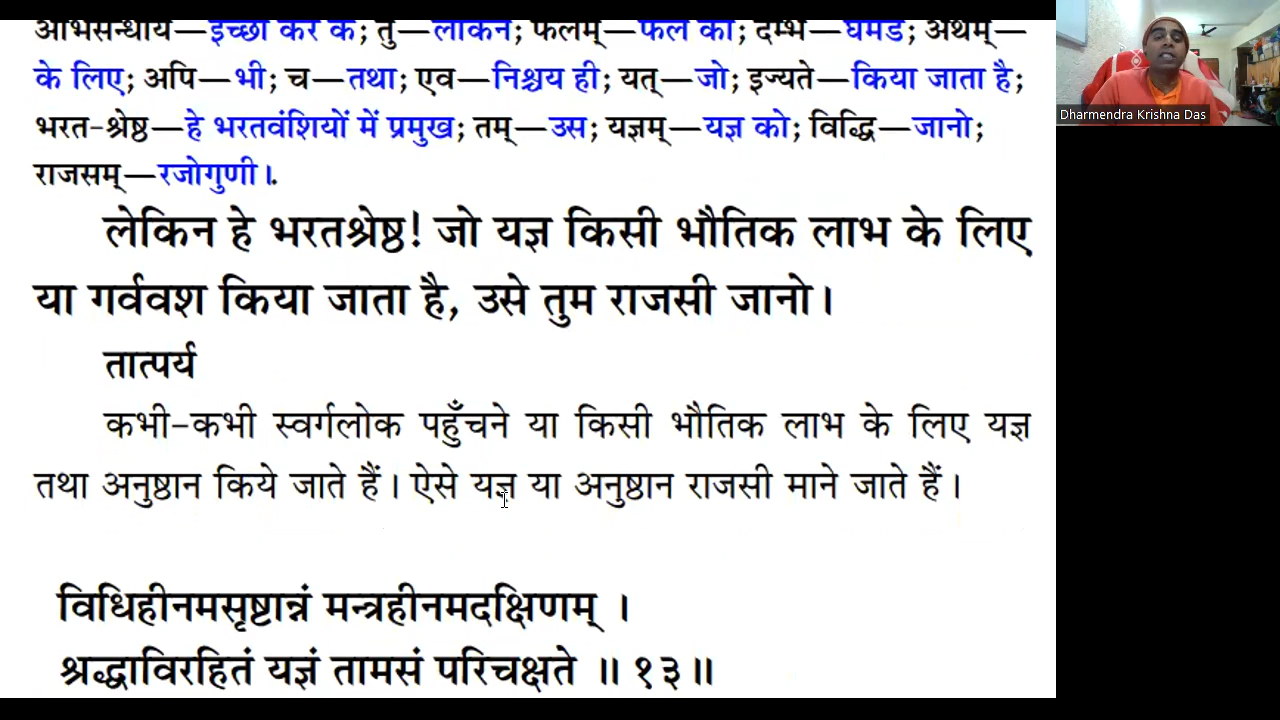 अभिसन्धाय—इच्छा कर के; तु—लेकिन; फलम्—फल को; दम्भ—घमंड; अर्थम्—
के लिए; अपि—भी; च—तथा; एव—निश्चय ही; यत्—जो; इज्यते—किया जाता है;
भरत-श्रेष्ठ—हे भरतवंशियों में प्रमुख; तम्—उस; यज्ञम्—यज्ञ को; विद्धि—जानो;
राजसम्—रजोगुणी।.
लेकिन हे भरतश्रेष्ठ! जो यज्ञ किसी भौतिक लाभ के लिए
या गर्ववश किया जाता है, उसे तुम राजसी जानो।
तात्पर्य
कभी-कभी स्वर्गलोक पहुँचने या किसी भौतिक लाभ के लिए यज्ञ
तथा अनुष्ठान किये जाते हैं। ऐसे यज्ञ या अनुष्ठान राजसी माने जाते हैं।
विधिहीनमसृष्टान्नं मन्त्रहीनमदक्षिणम् ।
श्रद्धाविरहितं यज्ञं तामसं परिचक्षते ॥ १३॥
Dharmendra Krishna Das